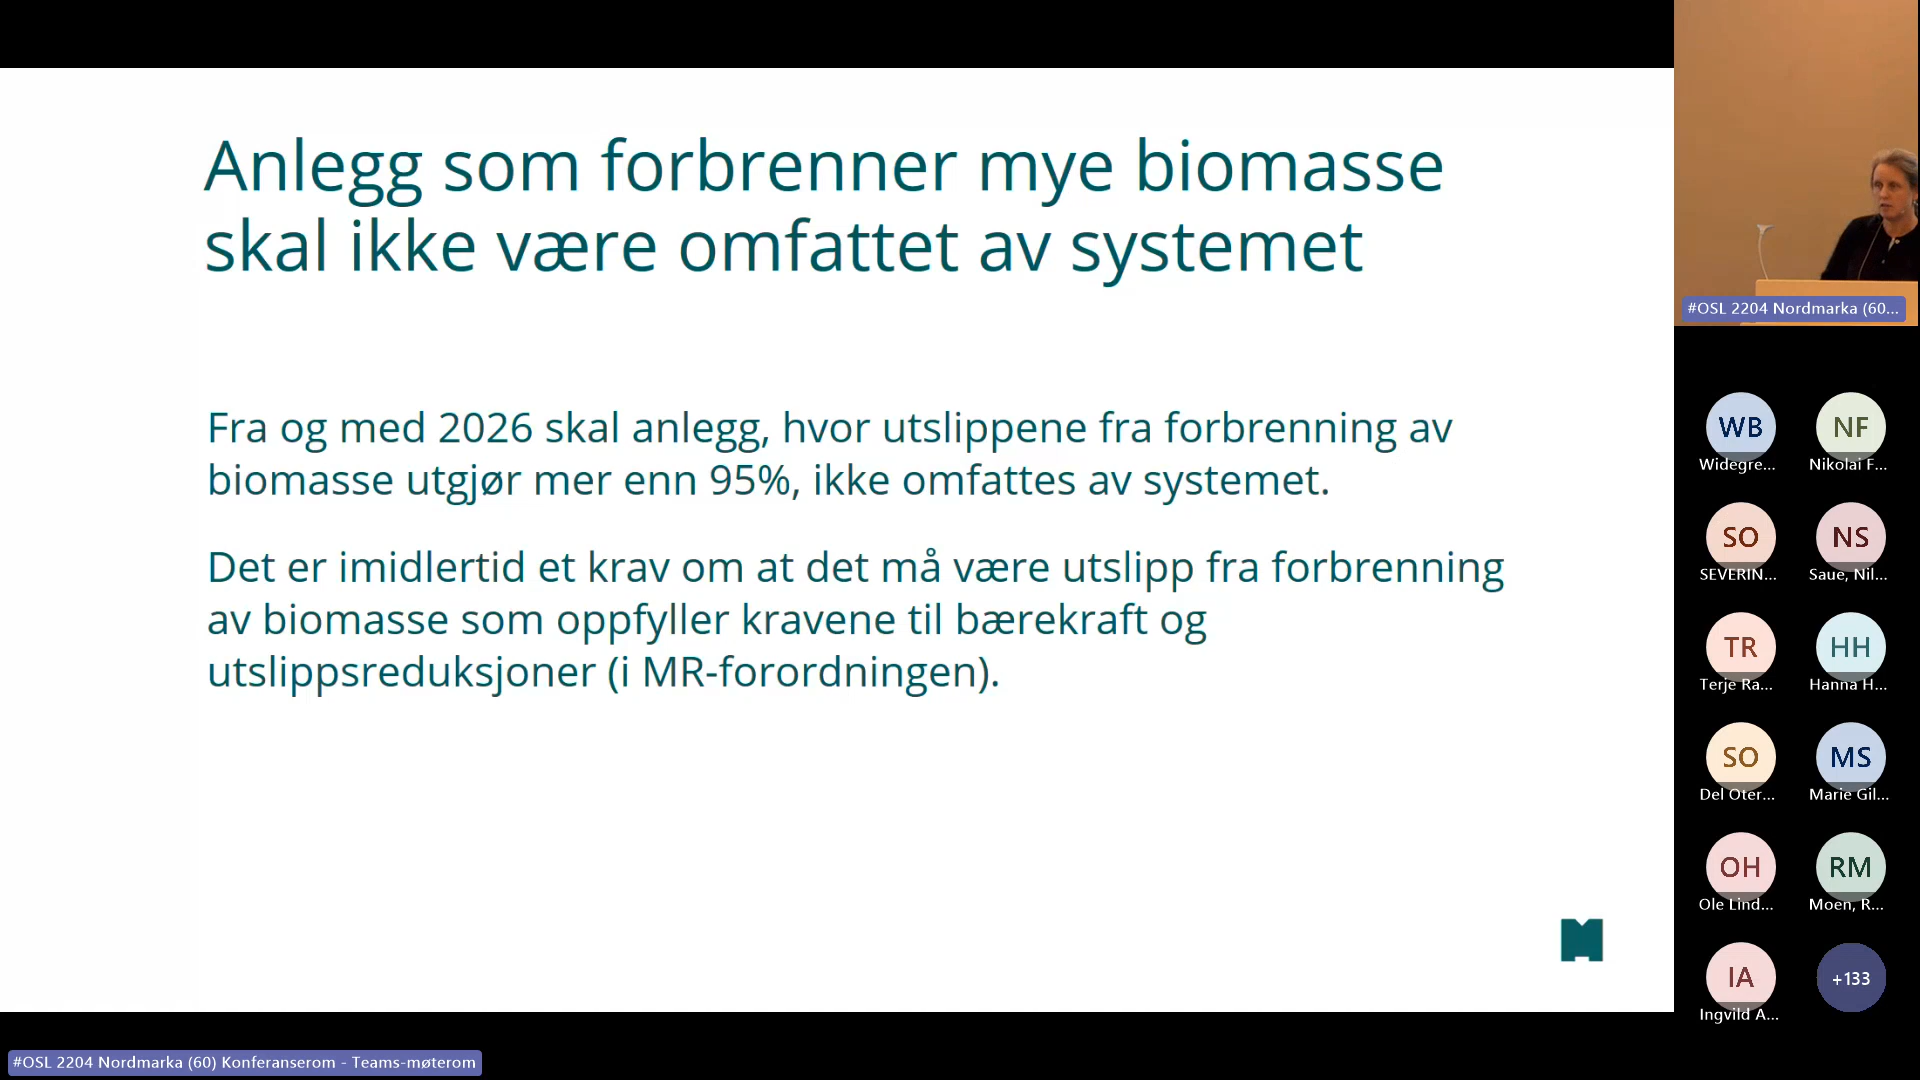 Anlegg som forbrenner mye biomasse
skal ikke være omfattet av systemet
Fra og med 2026 skal anlegg, hvor utslippene fra forbrenning av
biomasse utgjør mer enn 95%, ikke omfattes av systemet.
Det er imidlertid et krav om at det må være utslipp fra forbrenning
av biomasse som oppfyller kravene til bærekraft og
utslippsreduksjoner (i MR-forordningen).
#OSL 2204 Nordmarka (60...
WB
Widegre...
NF
Nikolai F...
SO
SEVERIN...
NS
Saue, Nil...
TR
Terje Ra...
HH
Hanna H...
SO
Del Oter...
MS
Marie Gil...
OH
Ole Lind...
RM
Moen, R...
IA
Ingvild A...
+133
#OSL 2204 Nordmarka (60) Konferanserom - Teams-møterom